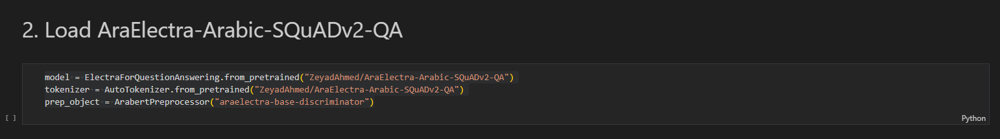 2. Load AraElectra-Arabic-SQuADv2-QA
model = ElectraForQuestionAnswering.from_pretrained("ZeyadAhmed/AraElectra-Arabic-SQuADv2-QA")
tokenizer = AutoTokenizer.from_pretrained("ZeyadAhmed/AraElectra-Arabic-SQuADv2-QA")
prep_object = ArabertPreprocessor("araelectra-base-discriminator")
[ ]
Python